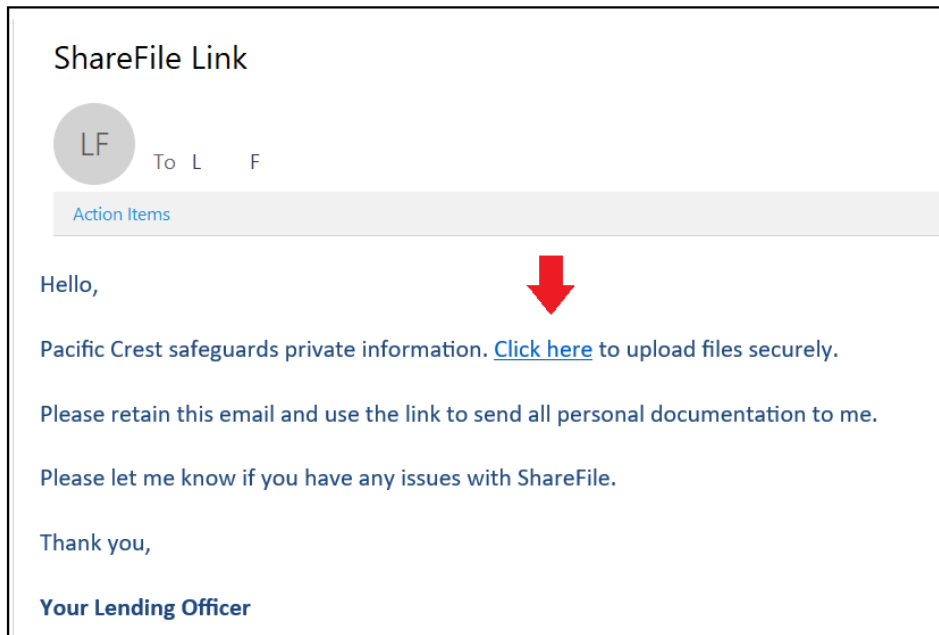 ShareFile Link
LF
To L F
Action Items
Hello,
Pacific Crest safeguards private information. Click here to upload files securely.
Please retain this email and use the link to send all personal documentation to me.
Please let me know if you have any issues with ShareFile.
Thank you,
Your Lending Officer